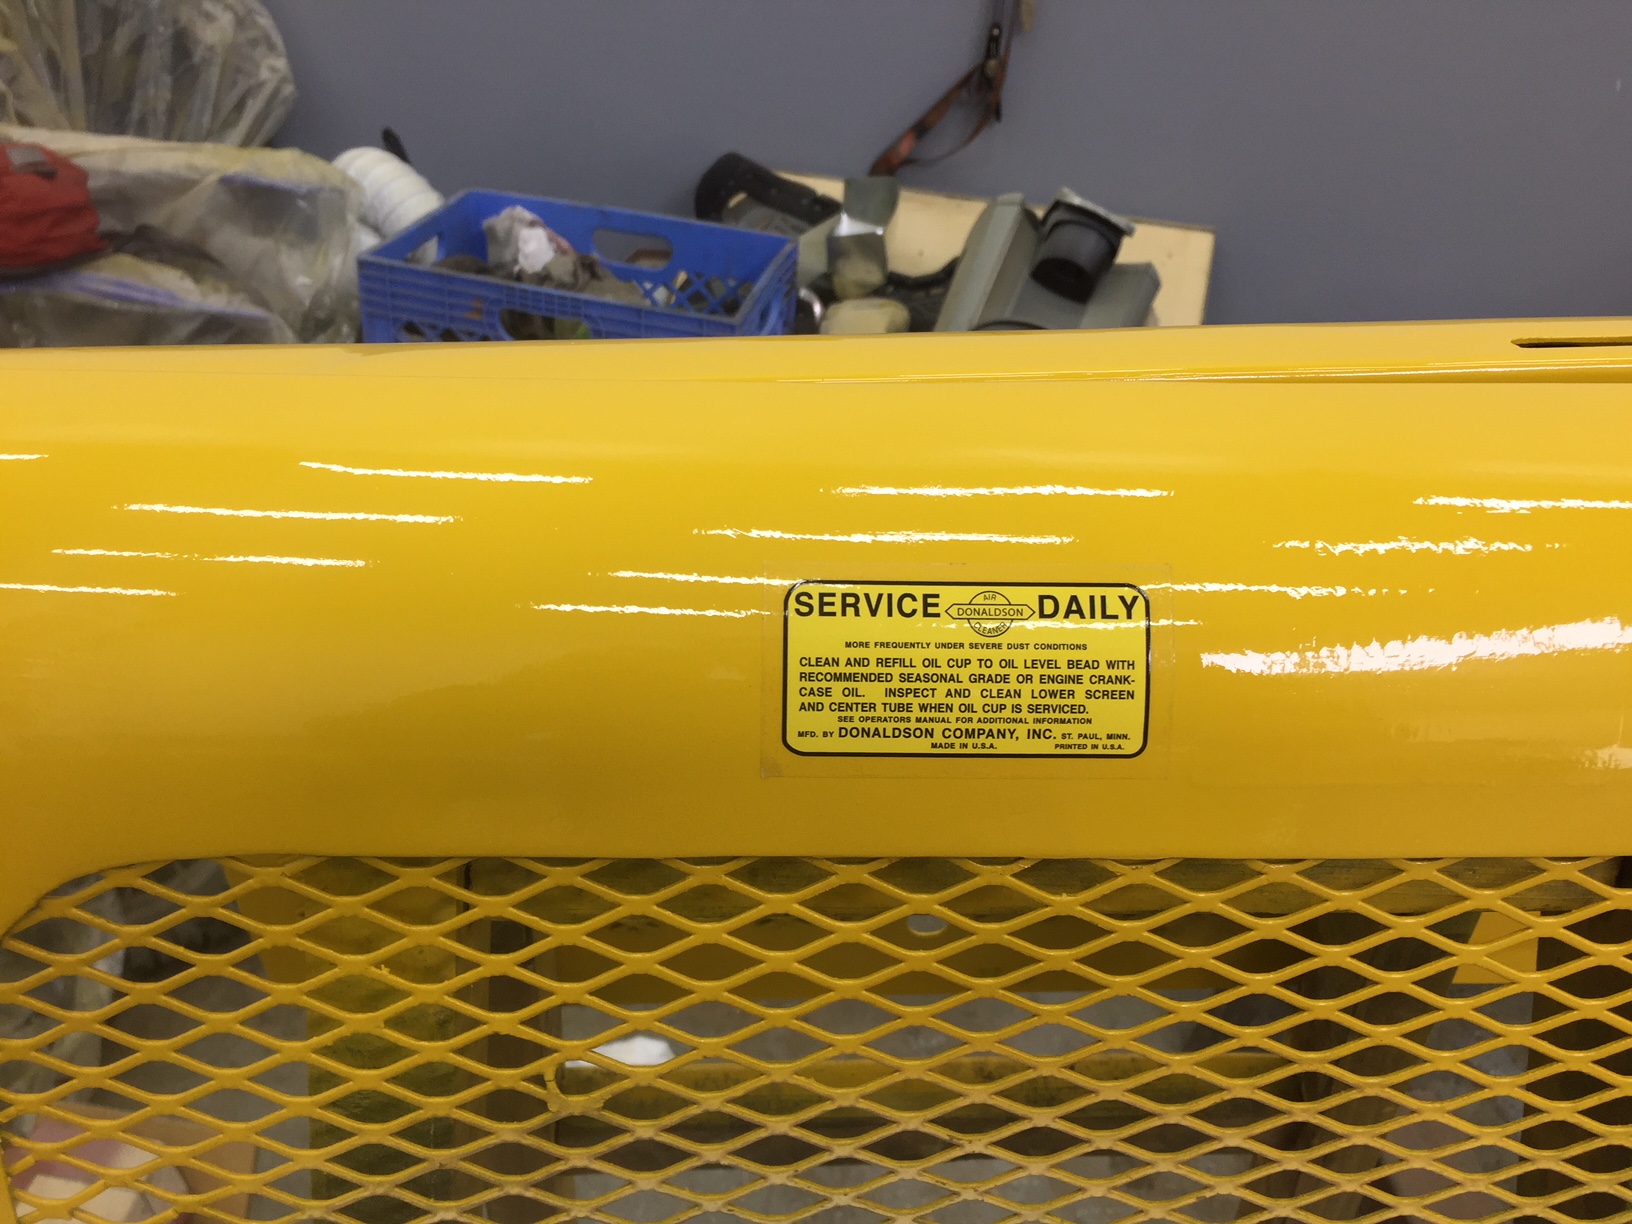 SERVICE AIR DONALDSON CLEANER DAILY
MORE FREQUENTLY UNDER SEVERE DUST CONDITIONS
CLEAN AND REFILL OIL CUP TO OIL LEVEL BEAD WITH
RECOMMENDED SEASONAL GRADE OR ENGINE CRANK-
CASE OIL. INSPECT AND CLEAN LOWER SCREEN
AND CENTER TUBE WHEN OIL CUP IS SERVICED.
SEE OPERATORS MANUAL FOR ADDITIONAL INFORMATION
MFD. BY DONALDSON COMPANY, INC. ST. PAUL, MINN.
MADE IN U.S.A. PRINTED IN U.S.A.